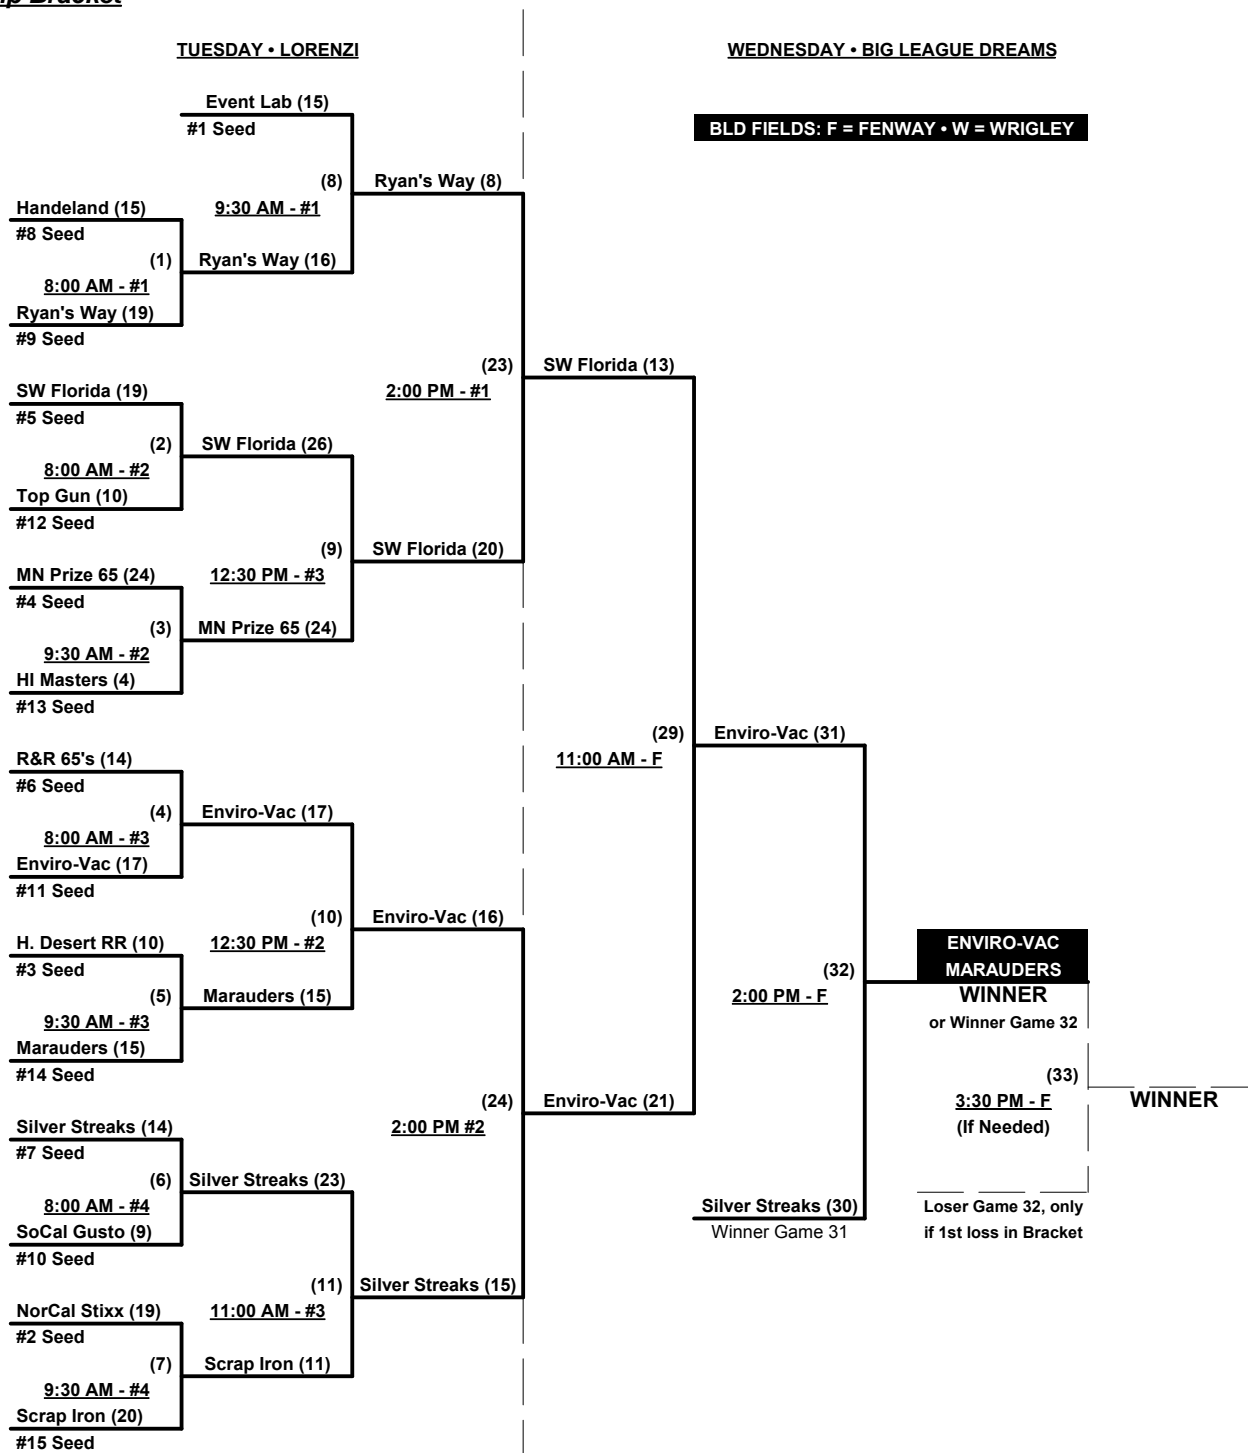 TUESDAY • LORENZI
WEDNESDAY • BIG LEAGUE DREAMS
Event Lab (15)
#1 Seed
BLD FIELDS: F = FENWAY • W = WRIGLEY
(8)
9:30 AM - #1
Ryan's Way (8)
Handeland (15)
#8 Seed
(1)
8:00 AM - #1
Ryan's Way (16)
Ryan's Way (19)
#9 Seed
(23)
2:00 PM - #1
SW Florida (13)
SW Florida (19)
#5 Seed
(2)
8:00 AM - #2
SW Florida (26)
Top Gun (10)
#12 Seed
(9)
12:30 PM - #3
SW Florida (20)
MN Prize 65 (24)
#4 Seed
(3)
9:30 AM - #2
MN Prize 65 (24)
HI Masters (4)
#13 Seed
(29)
11:00 AM - F
Enviro-Vac (31)
R&R 65's (14)
#6 Seed
(4)
8:00 AM - #3
Enviro-Vac (17)
Enviro-Vac (17)
#11 Seed
(10)
12:30 PM - #2
Enviro-Vac (16)
H. Desert RR (10)
#3 Seed
(5)
9:30 AM - #3
Marauders (15)
Marauders (15)
#14 Seed
(32)
2:00 PM - F
ENVIRO-VAC
MARAUDERS
WINNER
or Winner Game 32
(33)
3:30 PM - F
(If Needed)
WINNER
(24)
2:00 PM #2
Enviro-Vac (21)
Silver Streaks (14)
#7 Seed
(6)
8:00 AM - #4
Silver Streaks (23)
SoCal Gusto (9)
#10 Seed
Silver Streaks (30)
Winner Game 31
Loser Game 32, only
if 1st loss in Bracket
(11)
11:00 AM - #3
Silver Streaks (15)
NorCal Stixx (19)
#2 Seed
(7)
9:30 AM - #4
Scrap Iron (11)
Scrap Iron (20)
#15 Seed